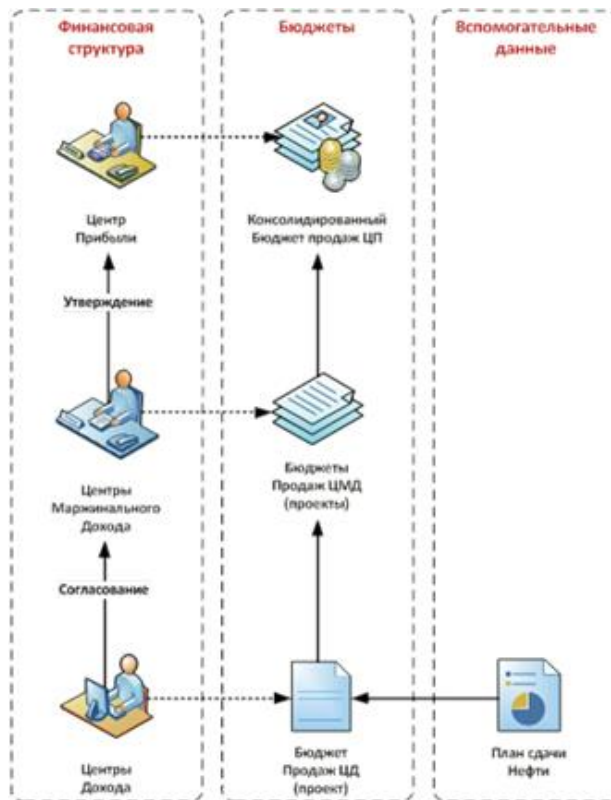 Финансовая
структура
Бюджеты
Вспомогательные
данные
Центр
Прибыли
Консолидированный
Бюджет продаж ЦП
Утверждение
Центры
Маржинального
Дохода
Бюджеты
Продаж ЦМД
(проекты)
Согласование
Центры
Дохода
Бюджет
Продаж ЦД
(проект)
План сдачи
Нефти